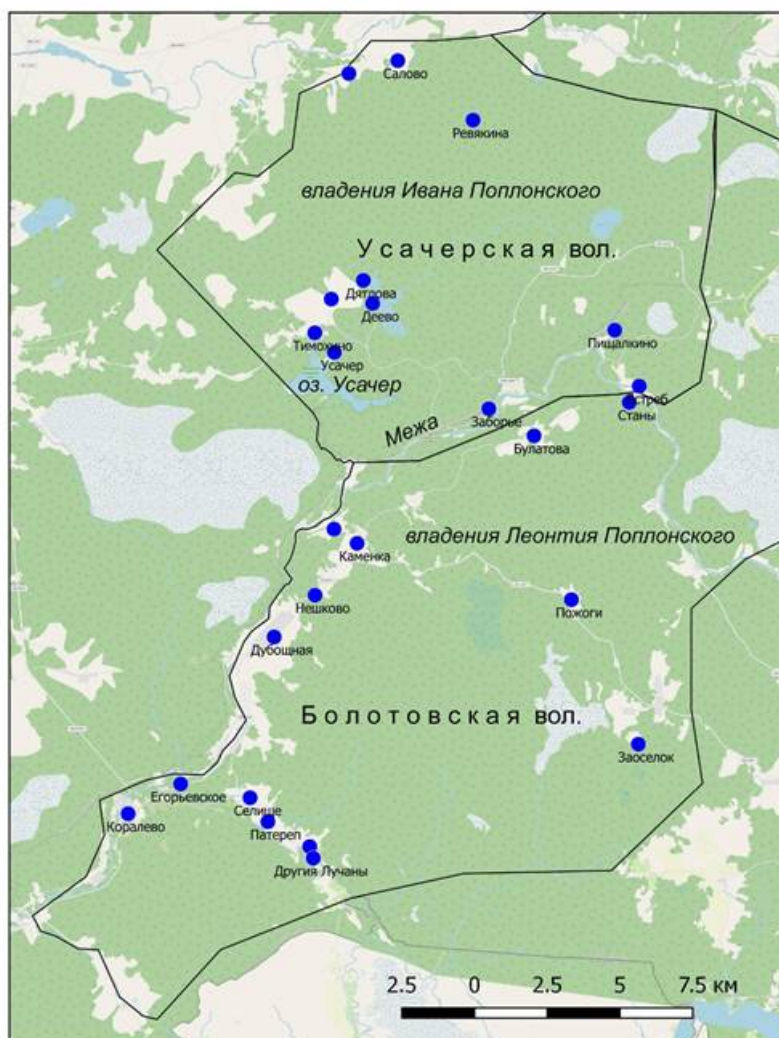 Салово
Ревякина
владения Ивана Поплонского
Усачерская вол.
Дятлова
Деево
Тимохино
Усачер
оз. Усачер
Пищалкино
Ястреб
Станы
Заборье
Межа
Булатова
владения Леонтия Поплонского
Каменка
Нешково
Пожоги
Дубощная
Болотовская вол.
Заоселок
Егорьевское
Селище
Коралево
Патереп
Другия Лучаны
2.5 0 2.5 5 7.5 км